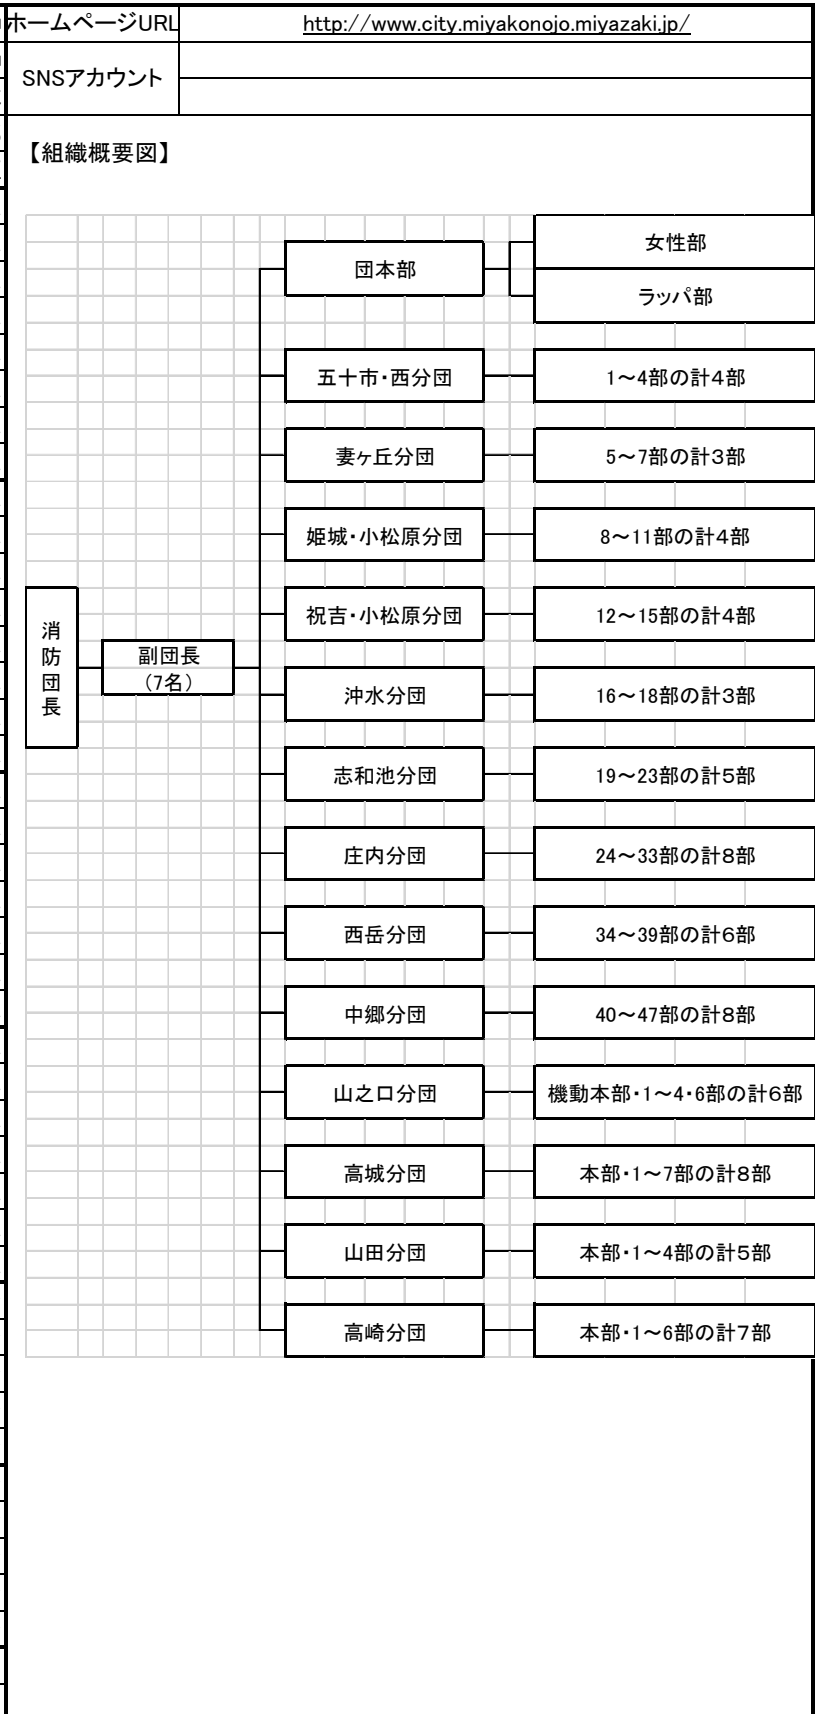 ホームページURL http://www.city.miyakonojo.miyazaki.jp/
SNSアカウント
【組織概要図】
女性部
団本部
ラッパ部
五十市・西分団 1～4部の計4部
妻ヶ丘分団 5～7部の計3部
姫城・小松原分団 8～11部の計4部
祝吉・小松原分団 12～15部の計4部
消防団長
副団長
（7名）
沖水分団 16～18部の計3部
志和池分団 19～23部の計5部
庄内分団 24～33部の計8部
西岳分団 34～39部の計6部
中郷分団 40～47部の計8部
山之口分団 機動本部・1～4・6部の計6部
高城分団 本部・1～7部の計8部
山田分団 本部・1～4部の計5部
高崎分団 本部・1～6部の計7部